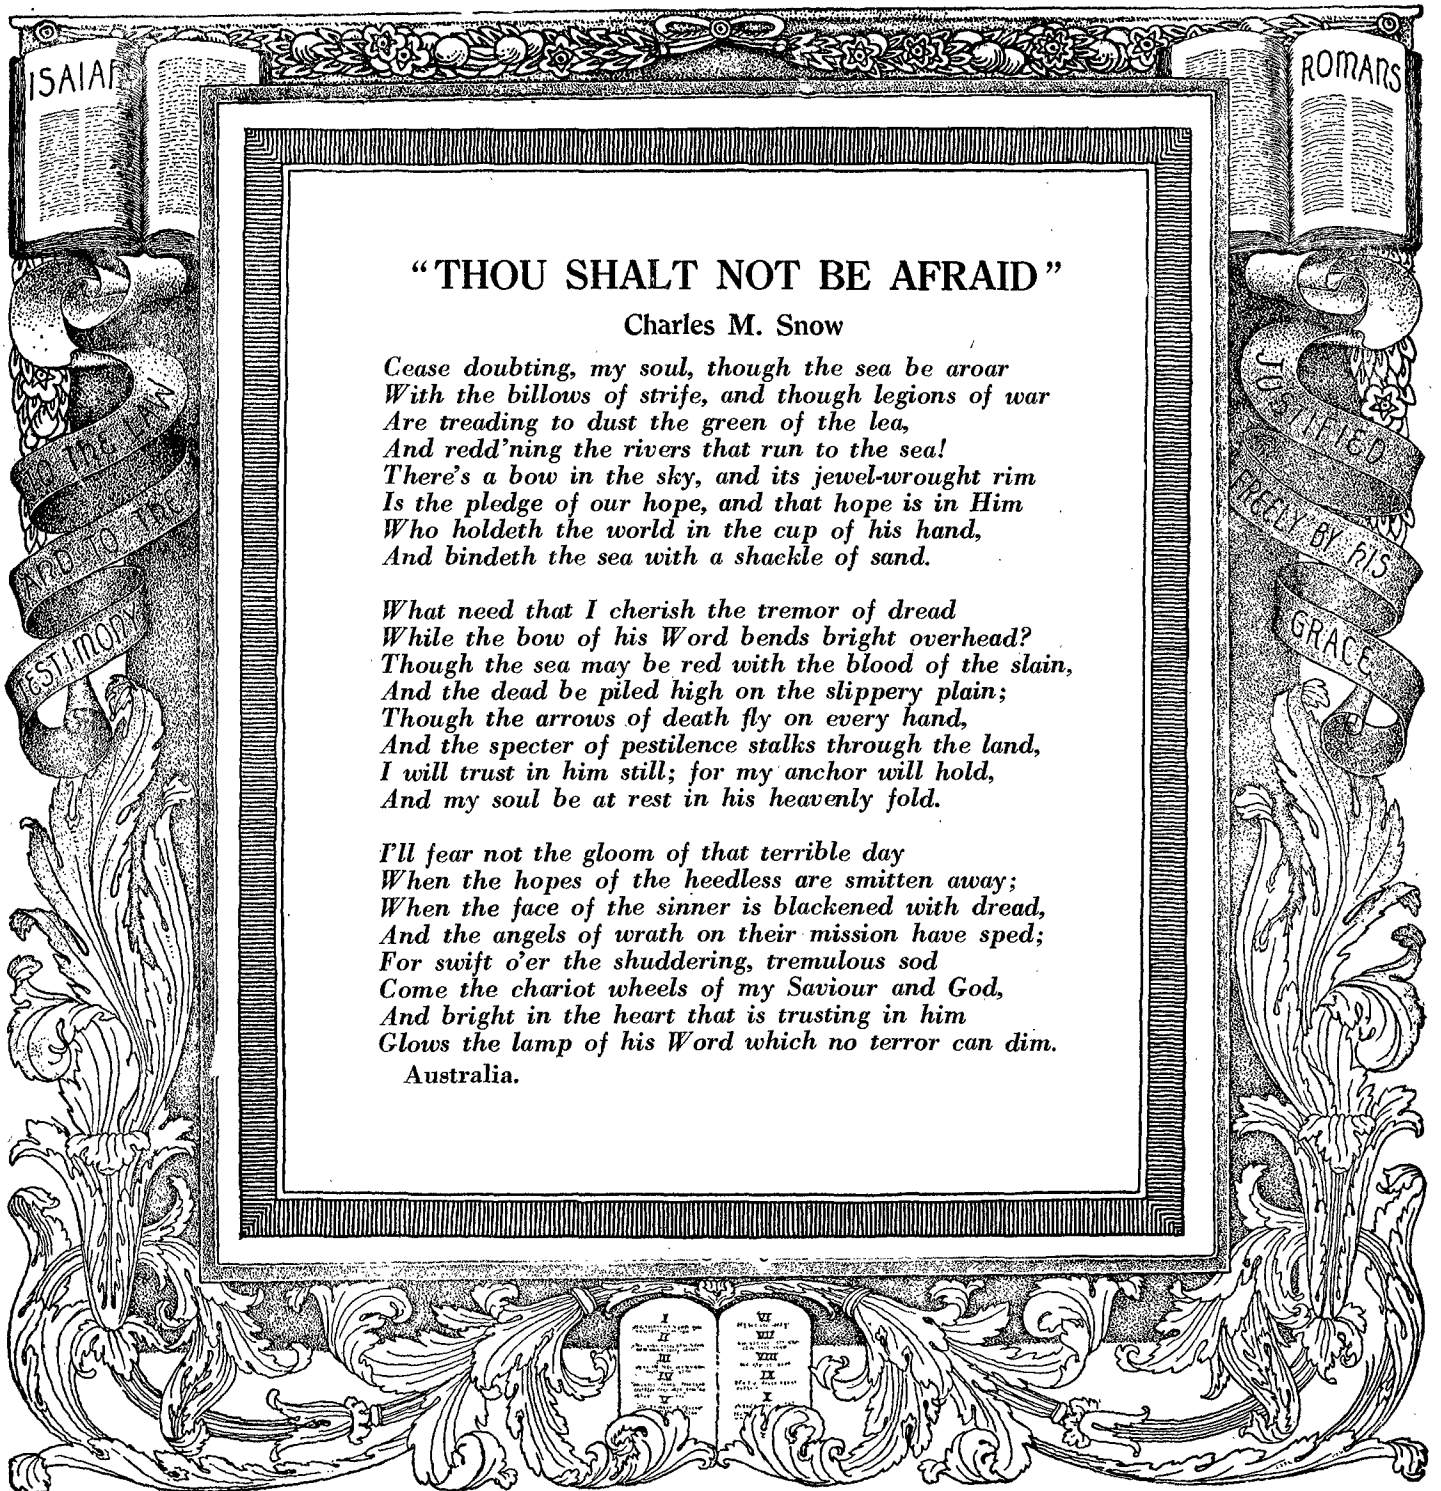 ISAIAH
ROMANS
"THOU SHALT NOT BE AFRAID"
Charles M. Snow
Cease doubting, my soul, though the sea be aroar
With the billows of strife, and though legions of war
Are treading to dust the green of the lea,
And redd'ning the rivers that run to the sea!
There's a bow in the sky, and its jewel-wrought rim
Is the pledge of our hope, and that hope is in Him
Who holdeth the world in the cup of his hand,
And bindeth the sea with a shackle of sand.
What need that I cherish the tremor of dread
While the bow of his Word bends bright overhead?
Though the sea may be red with the blood of the slain,
And the dead be piled high on the slippery plain;
Though the arrows of death fly on every hand,
And the specter of pestilence stalks through the land,
I will trust in him still; for my anchor will hold,
And my soul be at rest in his heavenly fold.
I'll fear not the gloom of that terrible day
When the hopes of the heedless are smitten away;
When the face of the sinner is blackened with dread,
And the angels of wrath on their mission have sped;
For swift o'er the shuddering, tremulous sod
Come the chariot wheels of my Saviour and God,
And bright in the heart that is trusting in him
Glows the lamp of his Word which no terror can dim.
Australia.
TO THE LAW
AND TO THE
TESTIMONY
JUSTIFIED
FREELY BY HIS
GRACE
I
II
III
IV
V
VI
VII
VIII
IX
X